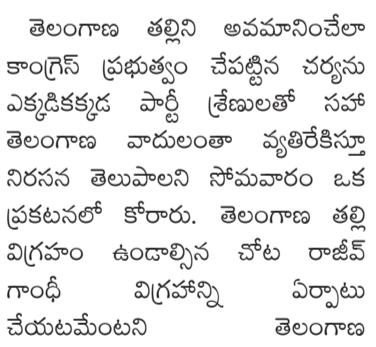 తెలంగాణ తల్లిని అవమానించేలా
కాంగ్రెస్ ప్రభుత్వం చేపట్టిన చర్యను
ఎక్కడికక్కడ పార్టీ శ్రేణులతో సహా
తెలంగాణ వాదులంతా వ్యతిరేకిస్తూ
నిరసన తెలుపాలని సోమవారం ఒక
ప్రకటనలో కోరారు. తెలంగాణ తల్లి
విగ్రహం ఉండాల్సిన చోట రాజీవ్
గాంధీ విగ్రహాన్ని ఏర్పాటు
చేయటమేంటని తెలంగాణ